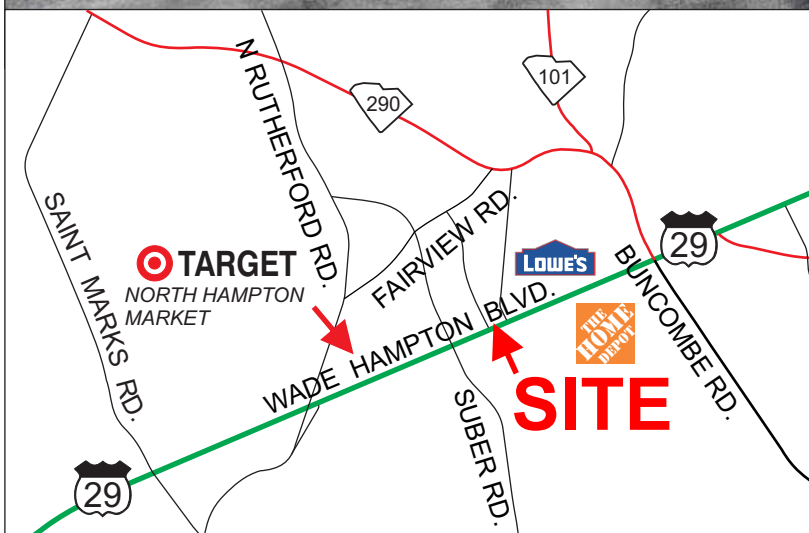 101
290
N RUTHERFORD RD.
SAINT MARKS RD.
FAIRVIEW RD.
29
TARGET
NORTH HAMPTON
MARKET
LOWE'S
BUNCOMBE RD.
WADE HAMPTON BLVD.
THE
HOME
DEPOT
SITE
SUBER RD.
29